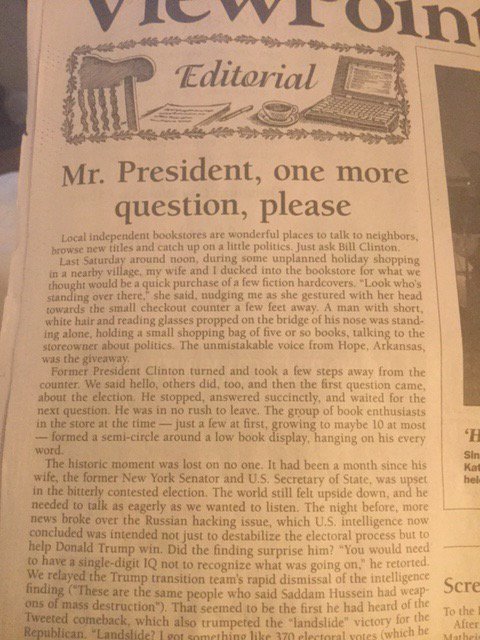 ViewPoint
Editorial
Mr. President, one more
question, please
Local independent bookstores are wonderful places to talk to neighbors,
browse new titles and catch up on a little politics. Just ask Bill Clinton.
Last Saturday around noon, during some unplanned holiday shopping
in a nearby village, my wife and I ducked into the bookstore for what we
thought would be a quick purchase of a few fiction hardcovers. “Look who’s
standing over there,” she said, nudging me as she gestured with her head
towards the small checkout counter a few feet away. A man with short,
white hair and reading glasses propped on the bridge of his nose was stand-
ing alone, holding a small shopping bag of five or so books, talking to the
storeowner about politics. The unmistakable voice from Hope, Arkansas,
was the giveaway.
Former President Clinton turned and took a few steps away from the
counter. We said hello, others did, too, and then the first question came,
about the election. He stopped, answered succinctly, and waited for the
next question. He was in no rush to leave. The group of book enthusiasts
in the store at the time — just a few at first, growing to maybe 10 at most
— formed a semi-circle around a low book display, hanging on his every
word.
The historic moment was lost on no one. It had been a month since his
wife, the former New York Senator and U.S. Secretary of State, was upset
in the bitterly contested election. The world still felt upside down, and he
needed to talk as eagerly as we wanted to listen. The night before, more
news broke over the Russian hacking issue, which U.S. intelligence now
concluded was intended not just to destabilize the electoral process but to
help Donald Trump win. Did the finding surprise him? “You would need
to have a single-digit IQ not to recognize what was going on,” he retorted.
We relayed the Trump transition team’s rapid dismissal of the intelligence
finding (“These are the same people who said Saddam Hussein had weap-
ons of mass destruction”). That seemed to be the first he had heard of the
Tweeted comeback, which also trumpeted the “landslide” victory for the
Republican. “Landslide? I got something like 370 electoral votes (which he
‘H
Sin
Kat
hel
Scre
To the
After